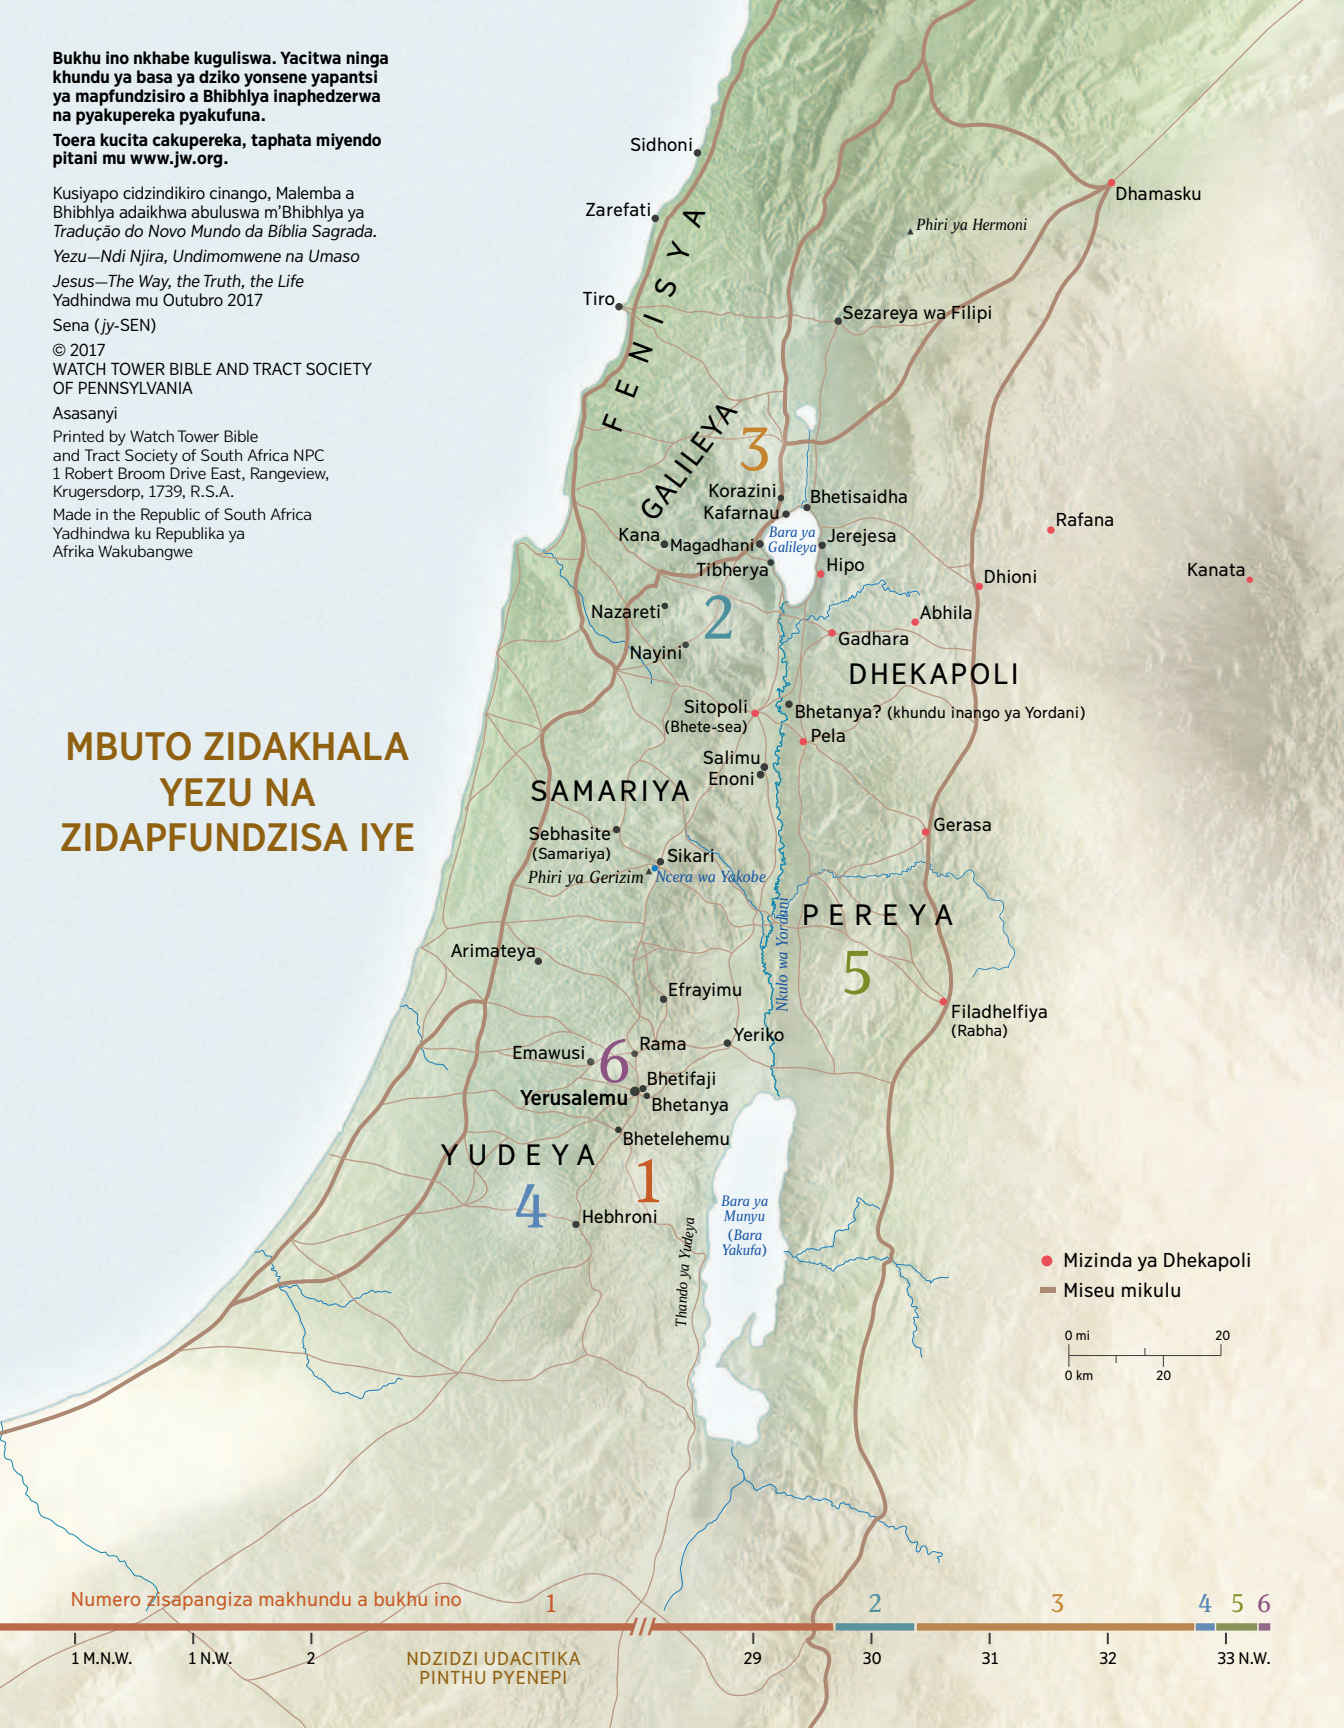 Bukhu ino nkhabe kuguliswa. Yacitwa ninga
khundu ya basa ya dziko yonsene yapantsi
ya mapfundzisiro a Bhibhlya inaphedzerwa
na pyakupereka pyakufuna.
Toera kucita cakupereka, taphata miyendo
pitani mu www.jw.org.
Kusiyapo cidzindikiro cinango, Malemba a
Bhibhlya adaikhwa abuluswa m'Bhibhlya ya
Tradução do Novo Mundo da Bíblia Sagrada.
Yezu—Ndi Njira, Undimomwene na Umaso
Jesus—The Way, the Truth, the Life
Yadhindwa mu Outubro 2017
Sena (jy-SEN)
© 2017
WATCH TOWER BIBLE AND TRACT SOCIETY
OF PENNSYLVANIA
Asasanyi
Printed by Watch Tower Bible
and Tract Society of South Africa NPC
1 Robert Broom Drive East, Rangeview,
Krugersdorp, 1739, R.S.A.
Made in the Republic of South Africa
Yadhindwa ku Republika ya
Afrika Wakubangwe
MBUTO ZIDAKHALA
YEZU NA
ZIDAPFUNDZISA IYE
Sidhoni
Zarefati
Dhamasku
Phiri ya Hermoni
Tiro
Sezareya wa Filipi
FENISYA
GALILEYA
3
Korazini
Bhetisaidha
Kafarnau
Rafana
Kana
Magadhani
Bara ya
Galileya
Jerejesa
Tibherya
Hipo
Kanata
Dhioni
Nazareti
2
Abhila
Gadhara
Nayini
DHEKAPOLI
Sitopoli
(Bhete-sea)
Bhetanya? (khundu inango ya Yordani)
Pela
Salimu
Enoni
SAMARIYA
Sebhasite
(Samariya)
Gerasa
Sikari
Phiri ya Gerizim
Ncera wa Yakobe
PEREYA
Nkulo wa Yordani
5
Arimateya
Efrayimu
Filadhelfiya
(Rabha)
Emawusi
6
Rama
Yeriko
Bhetifaji
Yerusalemu
Bhetanya
Bhetelehemu
YUDEYA
1
4
Hebhroni
Bara ya
Munyu
(Bara
Yakufa)
Thando ya Yudeya
Mizinda ya Dhekapoli
Miseu mikulu
0 mi 20
0 km 20
Numero zisapangiza makhundu a bukhu ino
1 2 3 4 5 6
1 M.N.W. 1 N.W. 2 29 30 31 32 33 N.W.
NDZIDZI UDACITIKA
PINTHU PYENEPI